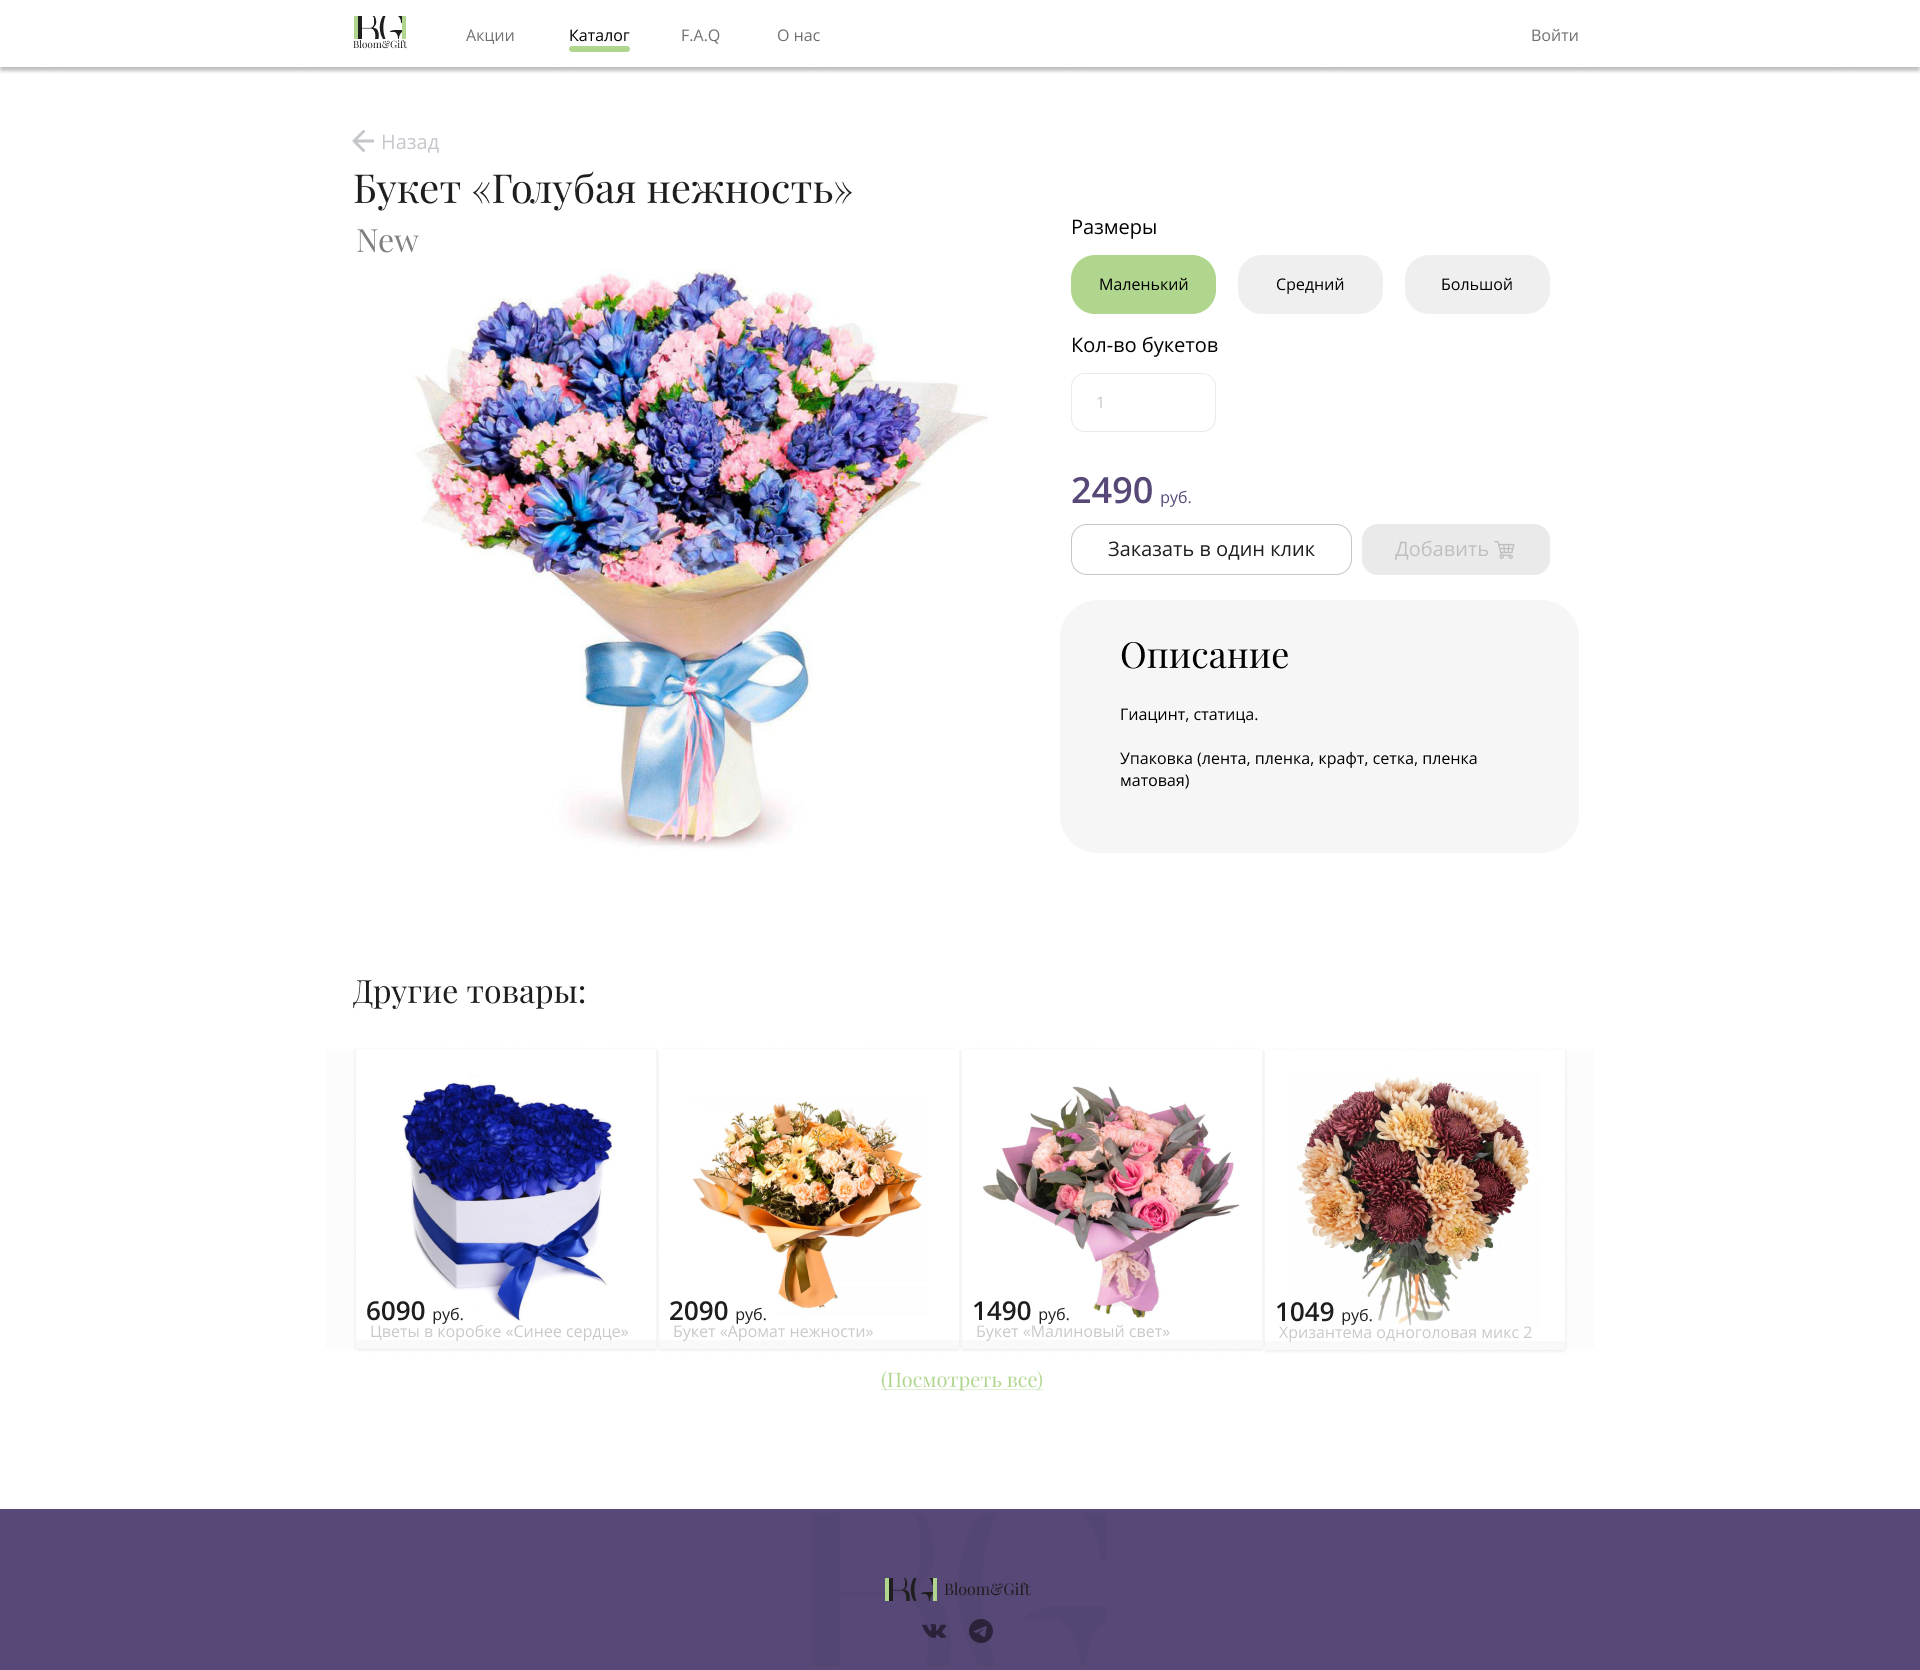 Bloom&Gift
Акции
Каталог
F.A.Q
О нас
Войти
Назад
Букет «Голубая нежность»
New
Размеры
Маленький
Средний
Большой
Кол-во букетов
1
2490 руб.
Заказать в один клик
Добавить
Описание
Гиацинт, статица.
Упаковка (лента, пленка, крафт, сетка, пленка
матовая)
Другие товары:
6090 руб.
Цветы в коробке «Синее сердце»
2090 руб.
Букет «Аромат нежности»
1490 руб.
Букет «Малиновый свет»
1049 руб.
Хризантема одноголовая микс 2
(Посмотреть все)
BG Bloom&Gift